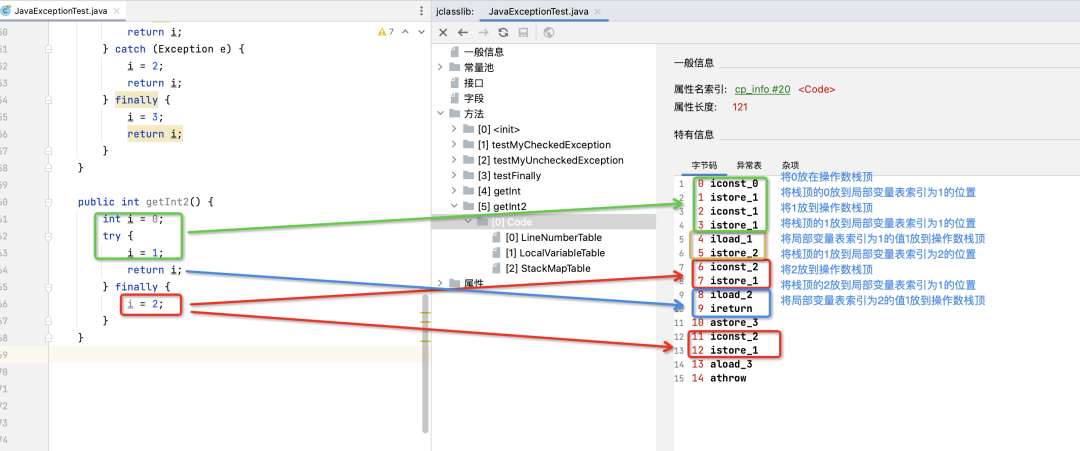 JavaExceptionTest.java
50 return i;
51 } catch (Exception e) {
52 i = 2;
53 return i;
54 } finally {
55 i = 3;
56 return i;
57 }
58 }
59
60 public int getInt2() {
61 int i = 0;
62 try {
63 i = 1;
64 return i;
65 } finally {
66 i = 2;
67 }
68 }
69
70
71
72
73
74
7
jclasslib: JavaExceptionTest.java
一般信息
常量池
接口
字段
方法
[0] <init>
[1] testMyCheckedException
[2] testMyUncheckedException
[3] testFinally
[4] getInt
[5] getInt2
[0] Code
[0] LineNumberTable
[1] LocalVariableTable
[2] StackMapTable
属性
一般信息
属性名索引: cp_info #20 <Code>
属性长度: 121
特有信息
字节码 异常表 杂项
1 0 iconst_0 将0放在操作数栈顶
2 1 istore_1 将栈顶的0放到局部变量表索引为1的位置
3 2 iconst_1 将1放到操作数栈顶
4 3 istore_1 将栈顶的1放到局部变量表索引为1的位置
5 4 iload_1 将局部变量表索引为1的值1放到操作数栈顶
6 5 istore_2 将栈顶的1放到局部变量表索引为2的位置
7 6 iconst_2 将2放到操作数栈顶
8 7 istore_1 将栈顶的2放到局部变量表索引为1的位置
9 8 iload_2 将局部变量表索引为2的值1放到操作数栈顶
10 9 ireturn
11 10 astore_3
12 11 iconst_2
13 12 istore_1
14 13 aload_3
15 14 athrow